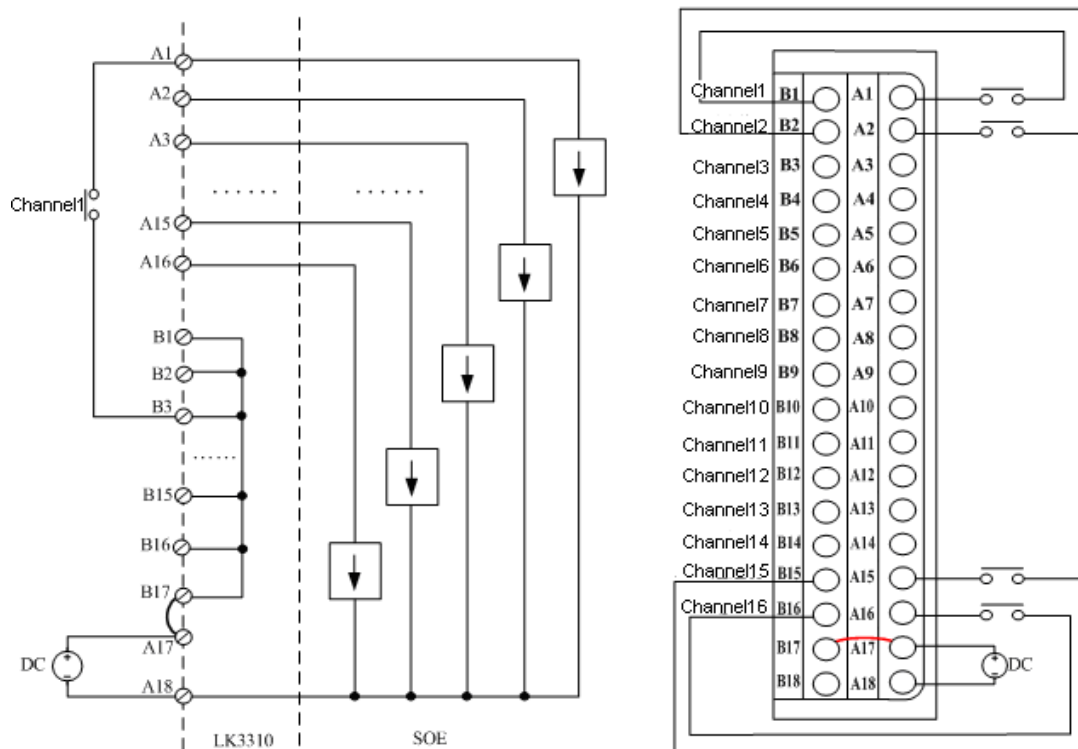 A1
A2
A3
...... ......
Channel1
A15
A16
B1
B2
B3
......
B15
B16
B17
A17
DC
A18
LK3310 SOE
Channel1 B1 A1
Channel2 B2 A2
Channel3 B3 A3
Channel4 B4 A4
Channel5 B5 A5
Channel6 B6 A6
Channel7 B7 A7
Channel8 B8 A8
Channel9 B9 A9
Channel10 B10 A10
Channel11 B11 A11
Channel12 B12 A12
Channel13 B13 A13
Channel14 B14 A14
Channel15 B15 A15
Channel16 B16 A16
B17 A17 DC
B18 A18